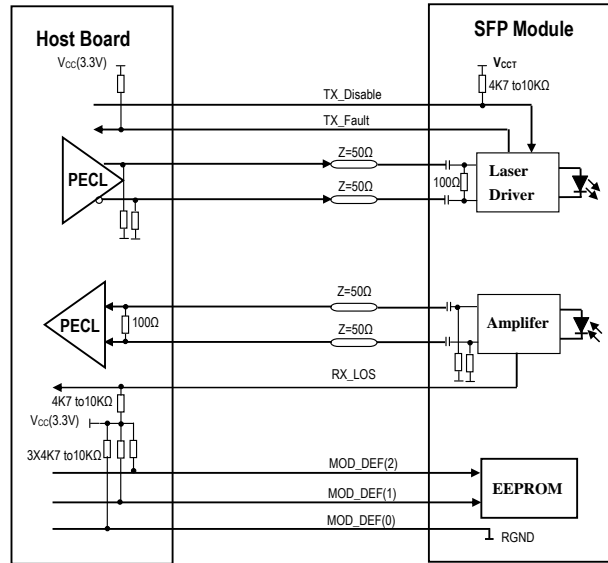 Host Board
SFP Module
VCC(3.3V)
VCCT
4K7 to10KΩ
TX_Disable
TX_Fault
PECL
Z=50Ω
Z=50Ω
100Ω
Laser
Driver
PECL
100Ω
Z=50Ω
Z=50Ω
Amplifer
RX_LOS
4K7 to10KΩ
VCC(3.3V)
3X4K7 to10KΩ
MOD_DEF(2)
MOD_DEF(1)
MOD_DEF(0)
EEPROM
RGND